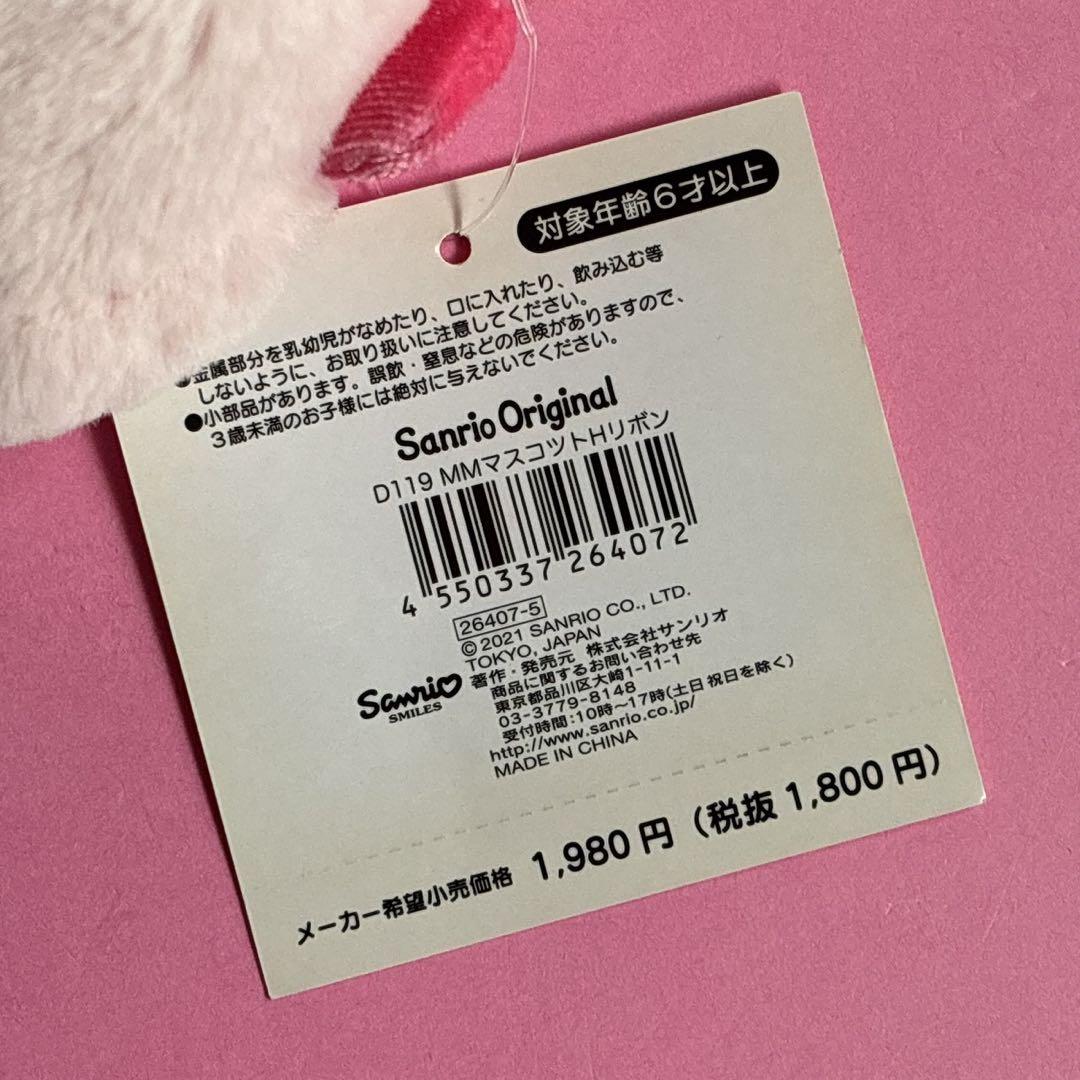 対象年齢6才以上
●金属部分を乳幼児がなめたり、口に入れたり、飲み込む等
しないように、お取り扱いに注意してください。
●小部品があります。誤飲・窒息などの危険がありますので、
3歳未満のお子様には絶対に与えないでください。
Sanrio Original
D119 MMマスコツトHリボン
4 550337 264072
26407-5
© 2021 SANRIO CO., LTD.
TOKYO, JAPAN
著作・発売元 株式会社サンリオ
商品に関するお問い合わせ先
東京都品川区大崎1-11-1
03-3779-8148
受付時間:10時〜17時(土日祝日を除く)
http://www.sanrio.co.jp/
MADE IN CHINA
Sanrio
SMILES
メーカー希望小売価格 1,980円(税抜1,800円)